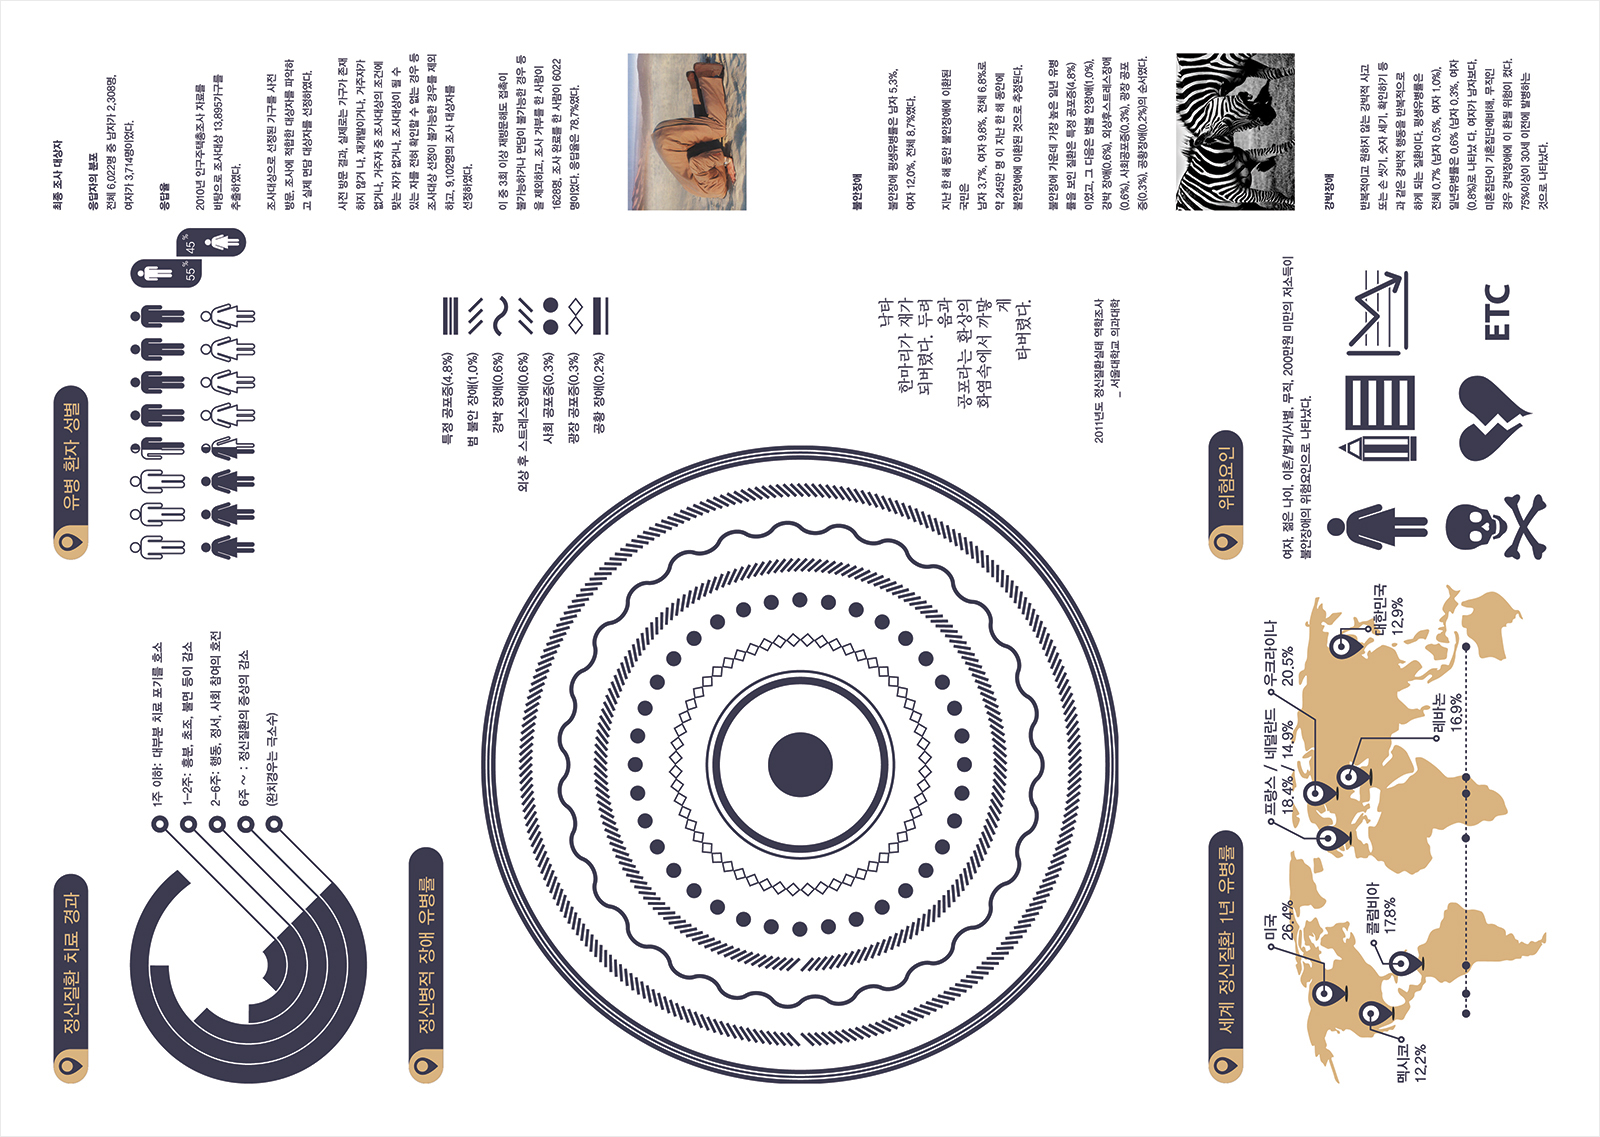 정신질환 치료 경과
1주 이하: 대부분 치료 포기를 호소
1-2주: 흥분, 초조, 불면 등이 감소
2-6주: 행동, 정서, 사회 참여의 호전
6주 ~ : 정신질환의 증상의 감소
(완치경우는 극소수)
유병 환자 성별
55%
45%
최종 조사 대상자
응답자의 분포
전체 6,022명 중 남자가 2,308명,
여자가 3,714명이었다.
응답율
2010년 인구주택총조사 자료를
바탕으로 조사대상 13,8957가구를
추출하였다.
조사대상으로 선정된 가구를 사전
방문, 조사에 적합한 대상자를 파악하
고 실제 면담 대상자를 선정하였다.
사전 방문 결과, 실제로는 가구가 존재
하지 않거 나, 재개발이거나, 거주자가
없거나, 거주자 중 조사대상의 조건에
맞는 자가 없거나, 조사대상이 될 수
있는 자를 전혀 확인할 수 없는 경우 등
조사대상 선정이 불가능한 경우를 제외
하고, 9,102명의 조사 대상자를
선정하였다.
이 중 3회 이상 재방문해도 접촉이
불가능하거나 면담이 불가능한 경우 등
을 제외하고, 조사 거부를 한 사람이
1628명, 조사 완료를 한 사람이 6022
명이었다. 응답율은 78.7%였다.
정신병적 장애 유병률
특정 공포증(4.8%)
범 불안 장애(1.0%)
강박 장애(0.6%)
외상 후 스트레스장애(0.6%)
사회 공포증(0.3%)
광장 공포증(0.3%)
공황 장애(0.2%)
낙타
한마리가 재가
되버렸다. 두려
움과
공포라는 환상의
화염속에서 까맣
게
타버렸다.
2011년도 정신질환실태 역학조사
_ 서울대학교 의과대학
불안장애
불안장애 평생유병률은 남자 5.3%,
여자 12.0%, 전체 8.7%였다.
지난 한 해 동안 불안장애에 이환된
국민은
남자 3.7%, 여자 9.8%, 전체 6.8%로
약 245만 명 이 지난 한 해 동안에
불안장애에 이환된 것으로 추정된다.
불안장애 가운데 가장 높은 일년 유병
률을 보인 질환은 특정 공포증(4.8%)
이였고, 그 다음은 범불 안장애(1.0%),
강박 장애(0.6%), 외상후스트레스장애
(0.6%), 사회공포증(0.3%), 광장 공포
증(0.3%), 공황장애(0.2%)의 순서였다.
세계 정신질환 1년 유병률
미국
26.4%
멕시코
12.2%
콜럼비아
17.8%
프랑스 / 네덜란드
18.4% / 14.9%
우크라이나
20.5%
레바논
16.9%
대한민국
12.9%
위험요인
여자, 젊은 나이, 이혼/별거/사별, 무직, 200만원 미만의 저소득이
불안장애의 위험요인으로 나타났다.
ETC
강박장애
반복적이고 원하지 않는 강박적 사고
또는 손 씻기, 숫자 세기, 확인하기 등
과 같은 강박적 행동을 반복적으로
하게 되는 질환이다. 평생유병률은
전체 0.7% (남자 0.5%, 여자 1.0%),
일년유병률은 0.6% (남자 0.3%, 여자
(0.8%)로 나타났 다. 여자가 남자보다,
미혼집단이 기혼집단에비해, 무직인
경우 강박장애에 이 환될 위험이 컸다.
75%이상이 30세 이전에 발병하는
것으로 나타났다.